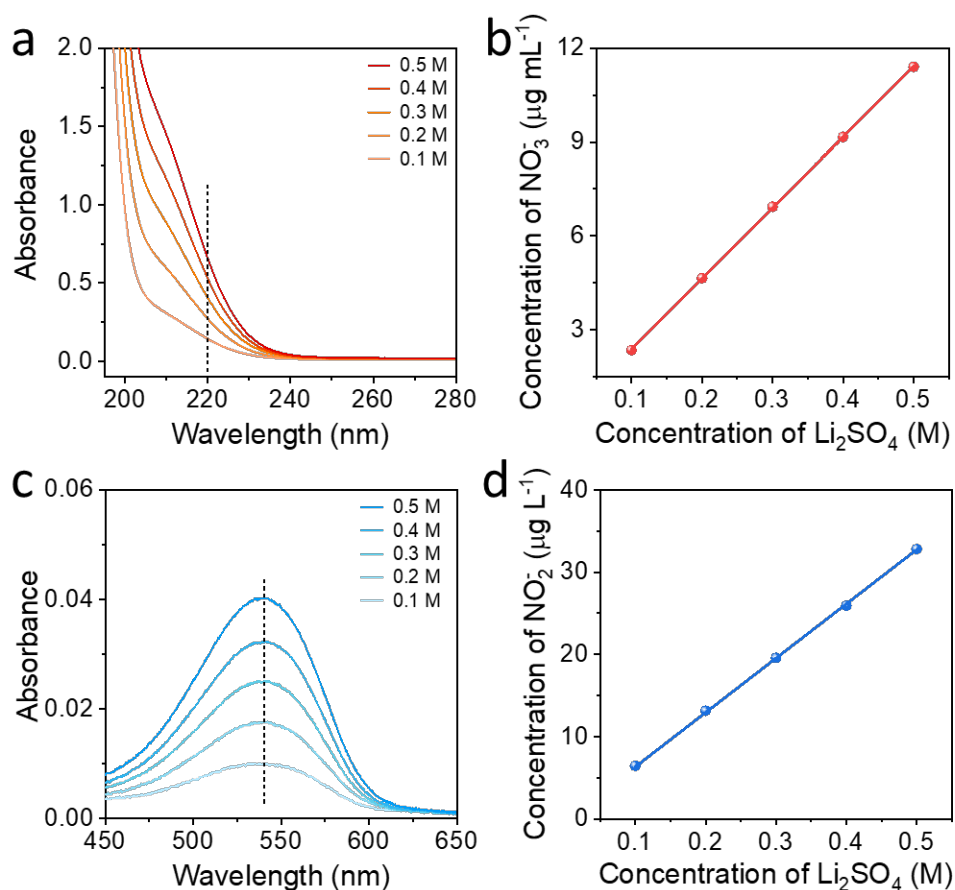 a
2.0
1.5
1.0
0.5
0.0
Absorbance
0.5 M
0.4 M
0.3 M
0.2 M
0.1 M
200 220 240 260 280
Wavelength (nm)
b
12
9
6
3
Concentration of NO₃⁻ (μg mL⁻¹)
0.1 0.2 0.3 0.4 0.5
Concentration of Li₂SO₄ (M)
c
0.06
0.04
0.02
0.00
Absorbance
0.5 M
0.4 M
0.3 M
0.2 M
0.1 M
450 500 550 600 650
Wavelength (nm)
d
40
30
20
10
0
Concentration of NO₂⁻ (μg L⁻¹)
0.1 0.2 0.3 0.4 0.5
Concentration of Li₂SO₄ (M)